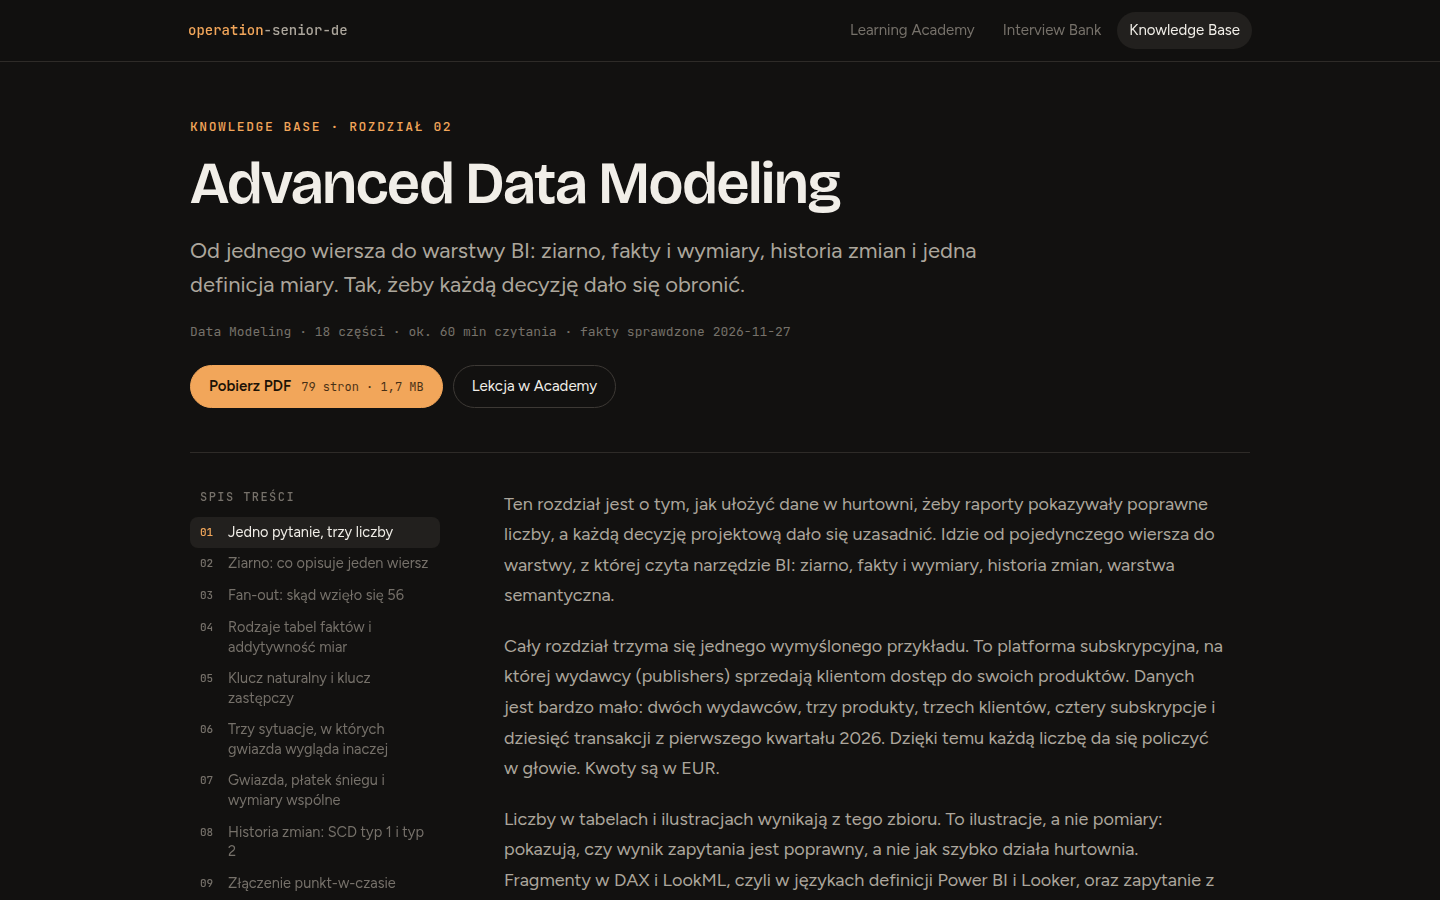 operation-senior-de
Learning Academy
Interview Bank
Knowledge Base
KNOWLEDGE BASE · ROZDZIAŁ 02
Advanced Data Modeling
Od jednego wiersza do warstwy BI: ziarno, fakty i wymiary, historia zmian i jedna
definicja miary. Tak, żeby każdą decyzję dało się obronić.
Data Modeling · 18 części · ok. 60 min czytania · fakty sprawdzone 2026-11-27
Pobierz PDF 79 stron · 1,7 MB
Lekcja w Academy
SPIS TREŚCI
01 Jedno pytanie, trzy liczby
02 Ziarno: co opisuje jeden wiersz
03 Fan-out: skąd wzięło się 56
04 Rodzaje tabel faktów i
addytywność miar
05 Klucz naturalny i klucz
zastępczy
06 Trzy sytuacje, w których
gwiazda wygląda inaczej
07 Gwiazda, płatek śniegu i
wymiary wspólne
08 Historia zmian: SCD typ 1 i typ
2
09 Złączenie punkt-w-czasie
Ten rozdział jest o tym, jak ułożyć dane w hurtowni, żeby raporty pokazywały poprawne
liczby, a każdą decyzję projektową dało się uzasadnić. Idzie od pojedynczego wiersza do
warstwy, z której czyta narzędzie BI: ziarno, fakty i wymiary, historia zmian, warstwa
semantyczna.
Cały rozdział trzyma się jednego wymyślonego przykładu. To platforma subskrypcyjna, na
której wydawcy (publishers) sprzedają klientom dostęp do swoich produktów. Danych
jest bardzo mało: dwóch wydawców, trzy produkty, trzech klientów, cztery subskrypcje i
dziesięć transakcji z pierwszego kwartału 2026. Dzięki temu każdą liczbę da się policzyć
w głowie. Kwoty są w EUR.
Liczby w tabelach i ilustracjach wynikają z tego zbioru. To ilustracje, a nie pomiary:
pokazują, czy wynik zapytania jest poprawny, a nie jak szybko działa hurtownia.
Fragmenty w DAX i LookML, czyli w językach definicji Power BI i Looker, oraz zapytanie z